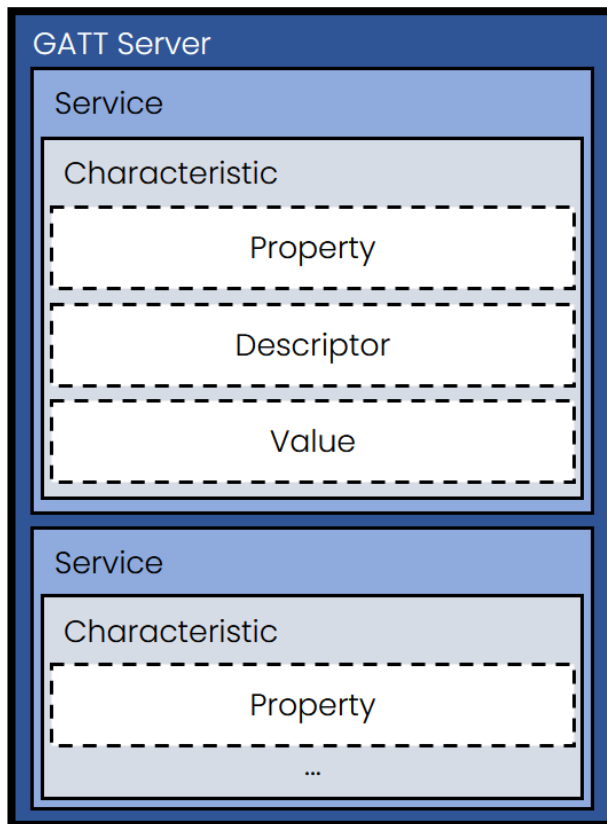 GATT Server
Service
Characteristic
Property
Descriptor
Value
Service
Characteristic
Property
...